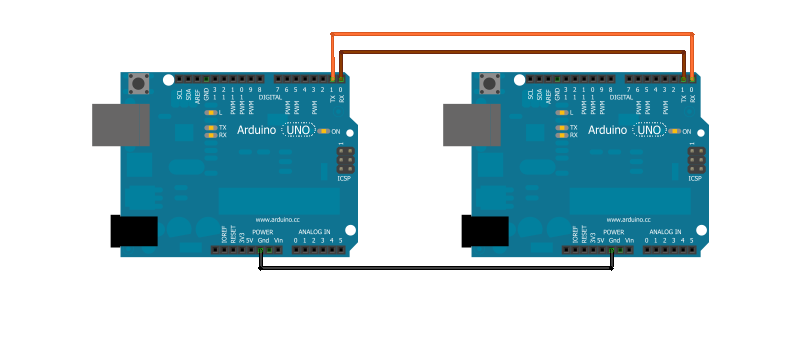 SCL
SDA
AREF
GND
13
12
PWM 11
PWM 10
PWM 9
8
7
PWM 6
PWM 5
4
PWM 3
2
TX 1
RX 0
DIGITAL
L
TX
RX
Arduino UNO
ON
1
ICSP
www.arduino.cc
POWER
ANALOG IN
IOREF
RESET
3V3
5V
Gnd
Vin
0 1 2 3 4 5
SCL
SDA
AREF
GND
13
12
PWM 11
PWM 10
PWM 9
8
7
PWM 6
PWM 5
4
PWM 3
2
TX 1
RX 0
DIGITAL
L
TX
RX
Arduino UNO
ON
1
ICSP
www.arduino.cc
POWER
ANALOG IN
IOREF
RESET
3V3
5V
Gnd
Vin
0 1 2 3 4 5